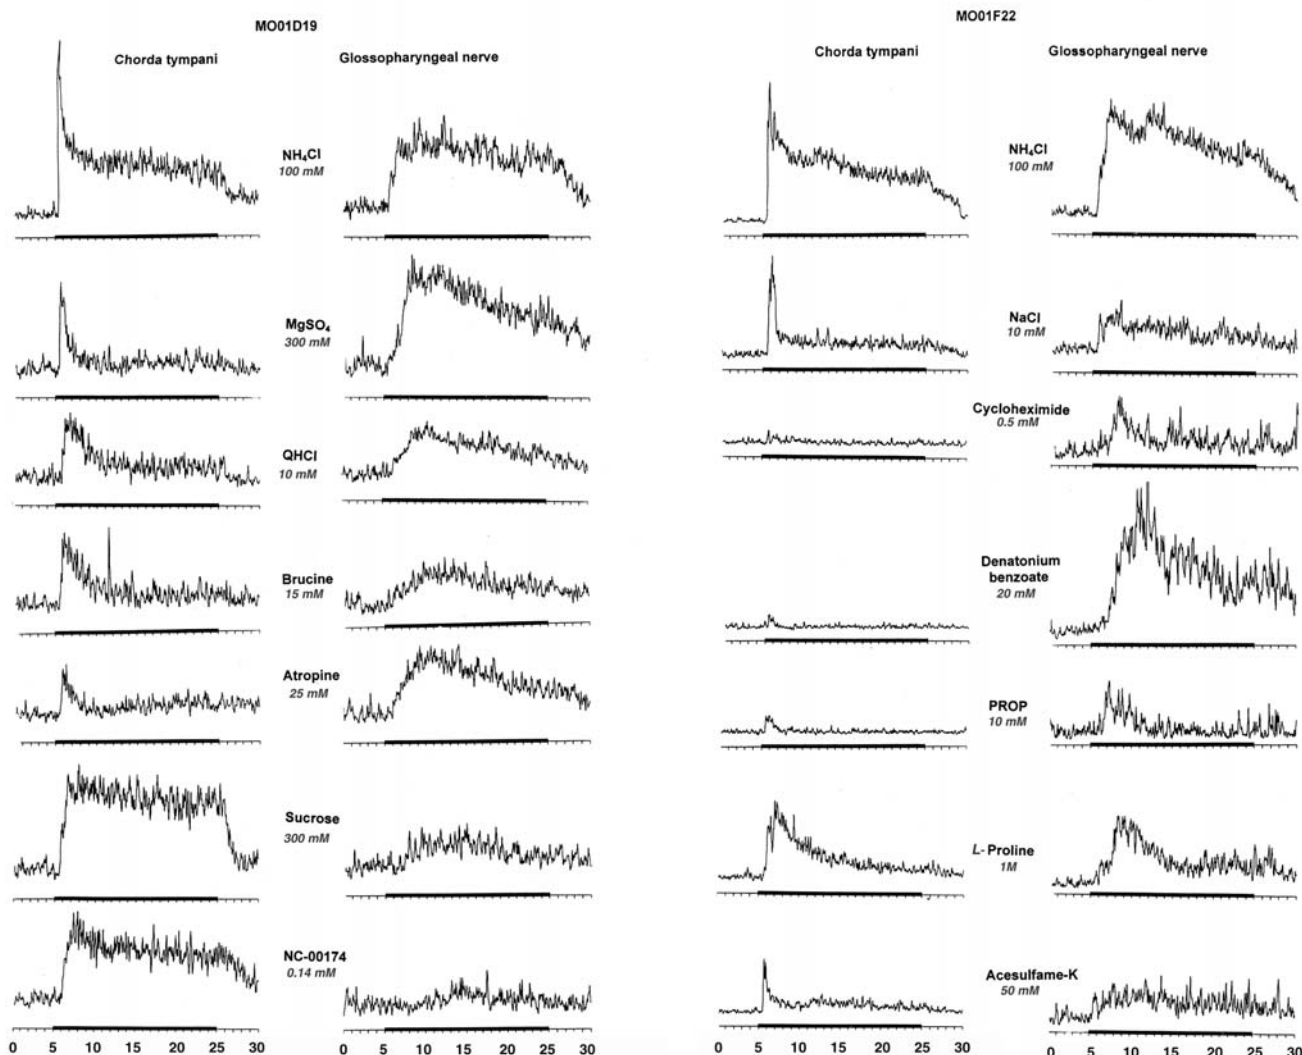 MO01D19
Chorda tympani
Glossopharyngeal nerve
NH₄Cl
100 mM
MgSO₄
300 mM
QHCl
10 mM
Brucine
15 mM
Atropine
25 mM
Sucrose
300 mM
NC-00174
0.14 mM
0 5 10 15 20 25 30
0 5 10 15 20 25 30
MO01F22
Chorda tympani
Glossopharyngeal nerve
NH₄Cl
100 mM
NaCl
10 mM
Cycloheximide
0.5 mM
Denatonium
benzoate
20 mM
PROP
10 mM
L-Proline
1M
Acesulfame-K
50 mM
0 5 10 15 20 25 30
0 5 10 15 20 25 30